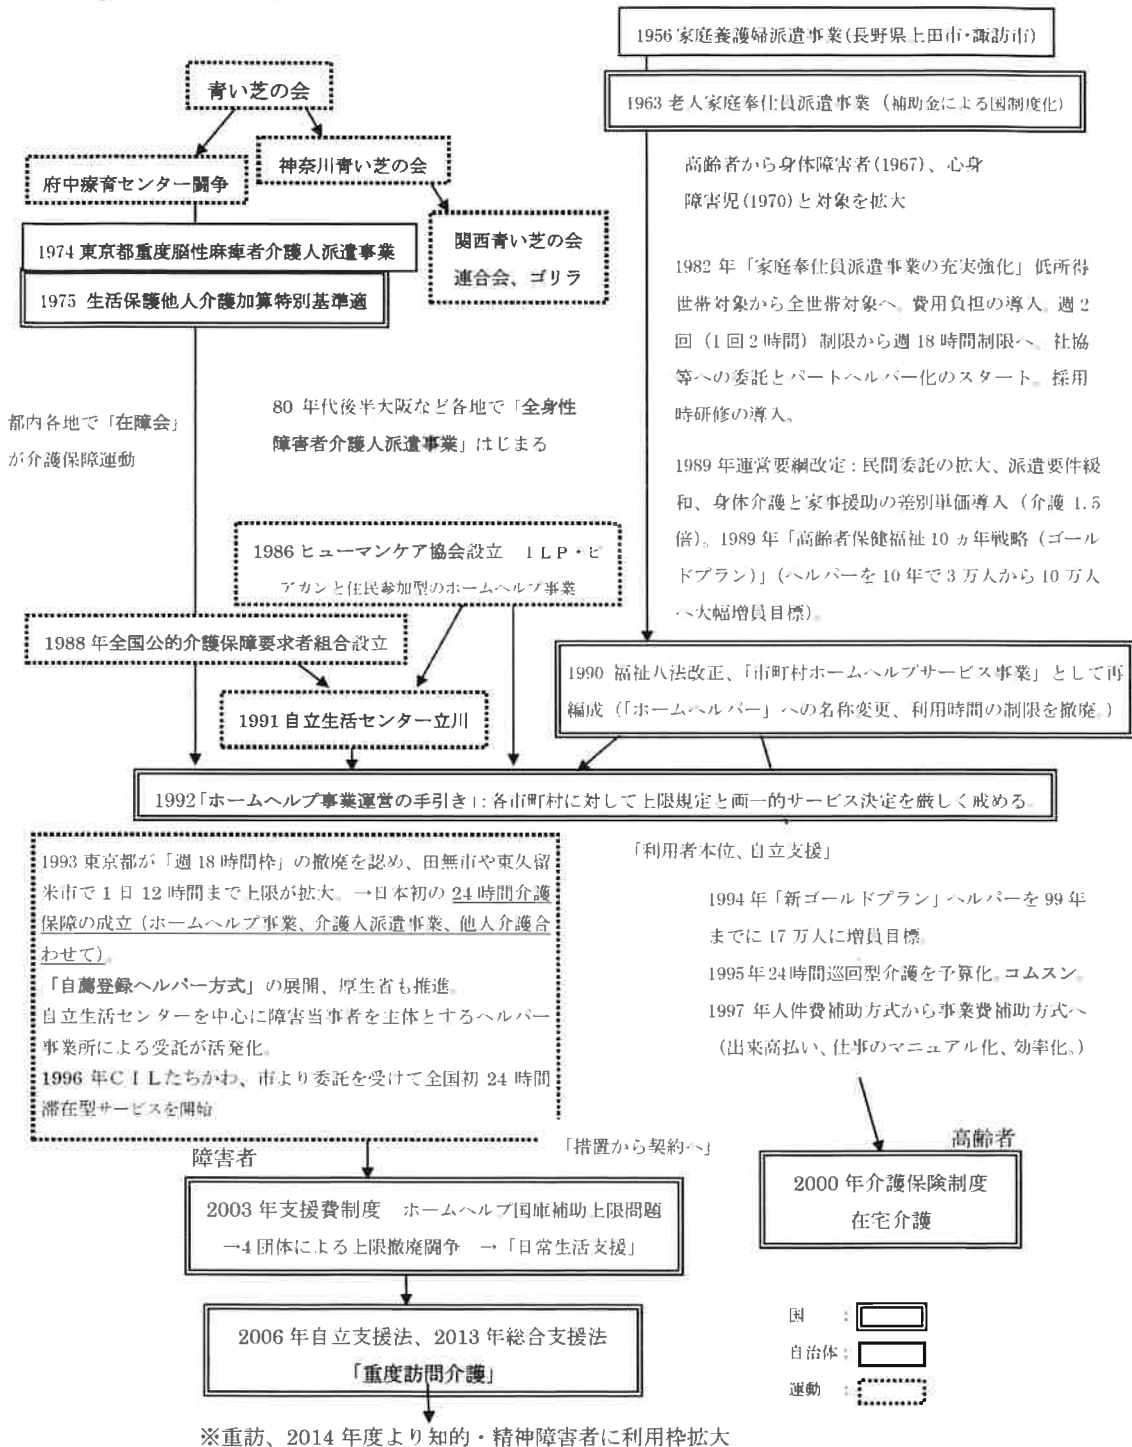 1956 家庭養護婦派遣事業(長野県上田市・諏訪市)
1963 老人家庭奉仕員派遣事業（補助金による国制度化）
青い芝の会
神奈川青い芝の会
府中療育センター闘争
関西青い芝の会
連合会、ゴリラ
1974 東京都重度脳性麻痺者介護人派遣事業
1975 生活保護他人介護加算特別基準適
高齢者から身体障害者(1967)、心身
障害児(1970)と対象を拡大
1982 年「家庭奉仕員派遣事業の充実強化」低所得
世帯対象から全世帯対象へ。費用負担の導入。週 2
回（1 回 2 時間）制限から週 18 時間制限へ。社協
等への委託とパートヘルパー化のスタート。採用
時研修の導入。
都内各地で「在障会」
が介護保障運動
80 年代後半大阪など各地で「全身性
障害者介護人派遣事業」はじまる
1989 年運営要綱改定：民間委託の拡大、派遣要件緩
和、身体介護と家事援助の差別単価導入（介護 1.5
倍）。1989 年「高齢者保健福祉 10 ヵ年戦略（ゴール
ドプラン）」（ヘルパーを 10 年で 3 万人から 10 万人
へ大幅増員目標）。
1986 ヒューマンケア協会設立　ＩＬＰ・ピ
アカンと住民参加型のホームヘルプ事業
1988 年全国公的介護保障要求者組合設立
1991 自立生活センター立川
1990 福祉八法改正、「市町村ホームヘルプサービス事業」として再
編成（「ホームヘルパー」への名称変更、利用時間の制限を撤廃。）
1992「ホームヘルプ事業運営の手引き」：各市町村に対して上限規定と画一的サービス決定を厳しく戒める。
「利用者本位、自立支援」
1993 東京都が「週 18 時間枠」の撤廃を認め、田無市や東久留
米市で 1 日 12 時間まで上限が拡大。→日本初の 24 時間介護
保障の成立（ホームヘルプ事業、介護人派遣事業、他人介護合
わせて）。
「自薦登録ヘルパー方式」の展開、厚生省も推進。
自立生活センターを中心に障害当事者を主体とするヘルパー
事業所による受託が活発化。
1996 年ＣＩＬたちかわ、市より委託を受けて全国初 24 時間
滞在型サービスを開始
1994 年「新ゴールドプラン」ヘルパーを 99 年
までに 17 万人に増員目標。
1995 年 24 時間巡回型介護を予算化。コムスン。
1997 年人件費補助方式から事業費補助方式へ
（出来高払い、仕事のマニュアル化、効率化。）
「措置から契約へ」
障害者
高齢者
2003 年支援費制度　ホームヘルプ国庫補助上限問題
→4 団体による上限撤廃闘争　→「日常生活支援」
2000 年介護保険制度
在宅介護
2006 年自立支援法、2013 年総合支援法
「重度訪問介護」
国　：
自治体：
運動　：
※重訪、2014 年度より知的・精神障害者に利用枠拡大